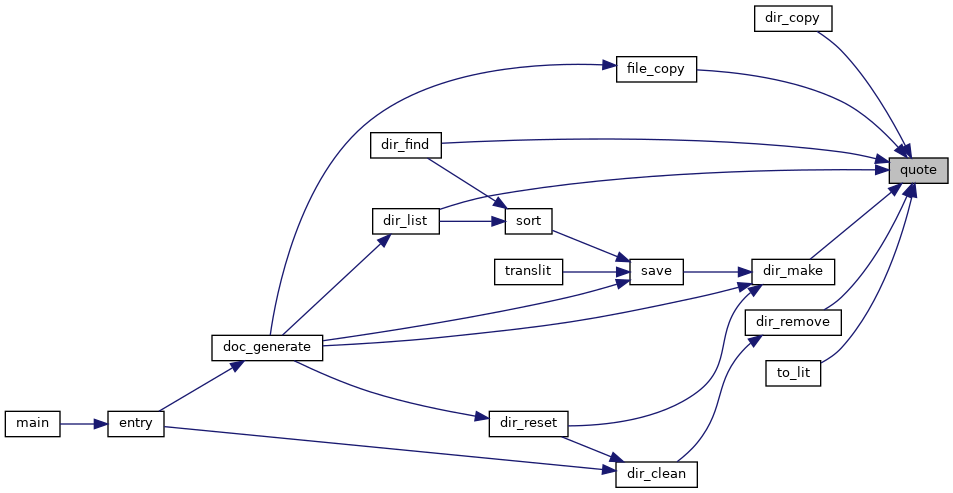 dir_copy
file_copy
dir_find
quote
dir_list
sort
translit
save
dir_make
dir_remove
doc_generate
to_lit
main
entry
dir_reset
dir_clean